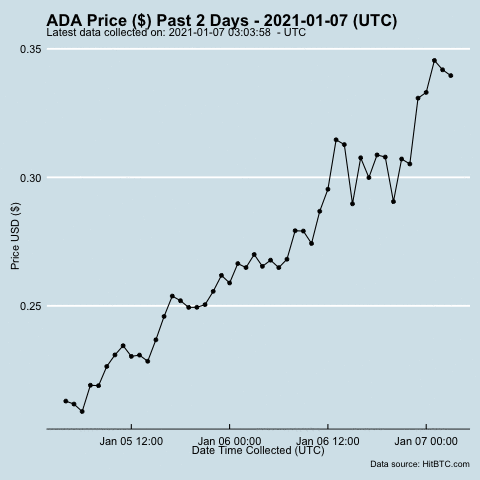 ADA Price ($) Past 2 Days - 2021-01-07 (UTC)
Latest data collected on: 2021-01-07 03:03:58  - UTC
0.35
0.30
0.25
Price USD ($)
Jan 05 12:00 Jan 06 00:00 Jan 06 12:00 Jan 07 00:00
Date Time Collected (UTC)
Data source: HitBTC.com